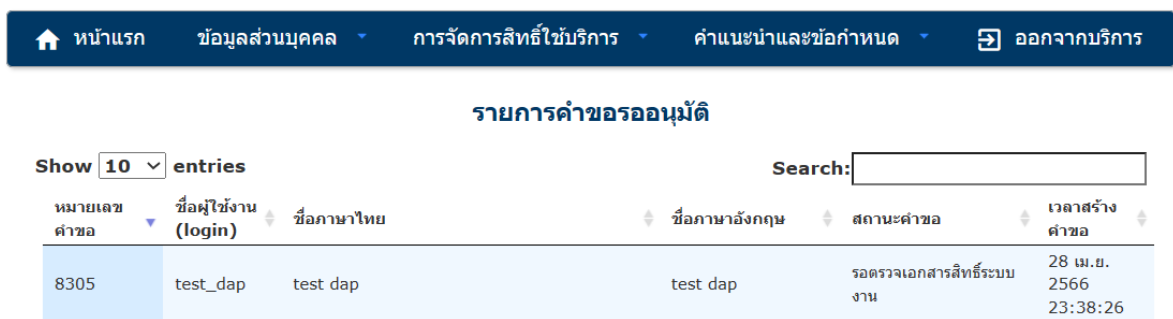 หน้าแรก ข้อมูลส่วนบุคคล การจัดการสิทธิ์ใช้บริการ คำแนะนำและข้อกำหนด ออกจากบริการ
รายการคำขอรออนุมัติ
Show 10 entries Search:
หมายเลข ชื่อผู้ใช้งาน ชื่อภาษาไทย ชื่อภาษาอังกฤษ สถานะคำขอ เวลาสร้าง
คำขอ (login) คำขอ
8305 test_dap test dap test dap รอตรวจเอกสารสิทธิ์ระบบ 28 เม.ย.
งาน 2566
23:38:26